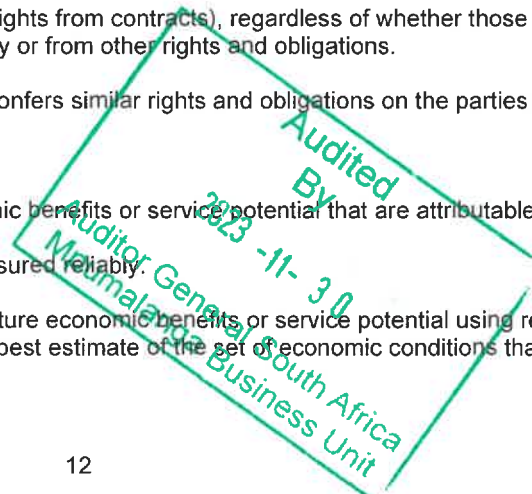 rights from contracts), regardless of whether those
y or from other rights and obligations.
onfers similar rights and obligations on the parties
nic benefits or service potential that are attributable
sured reliably.
ture economic benefits or service potential using re
best estimate of the set of economic conditions tha
12
Audited
By
2023 -11- 30
Auditor General South Africa
Mpumalanga Business Unit